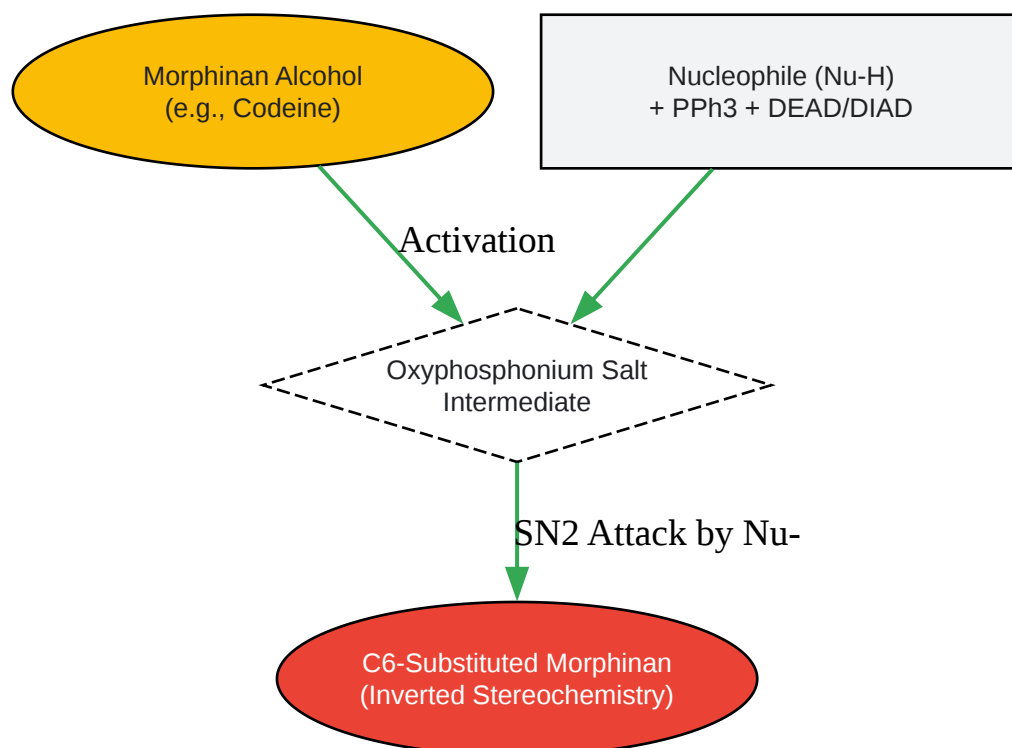 Morphinan Alcohol
(e.g., Codeine)
Nucleophile (Nu-H)
+ PPh3 + DEAD/DIAD
Activation
Oxyphosphonium Salt
Intermediate
SN2 Attack by Nu-
C6-Substituted Morphinan
(Inverted Stereochemistry)